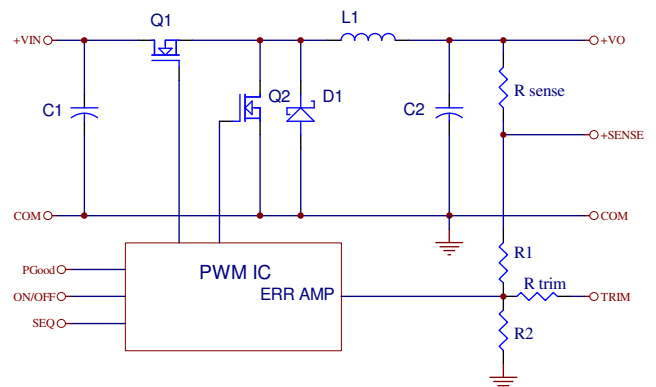 Q1
L1
+VIN
+VO
R sense
C1
Q2
D1
C2
+SENSE
COM
COM
PGood
PWM IC
R1
ON/OFF
ERR AMP
R trim
TRIM
SEQ
R2